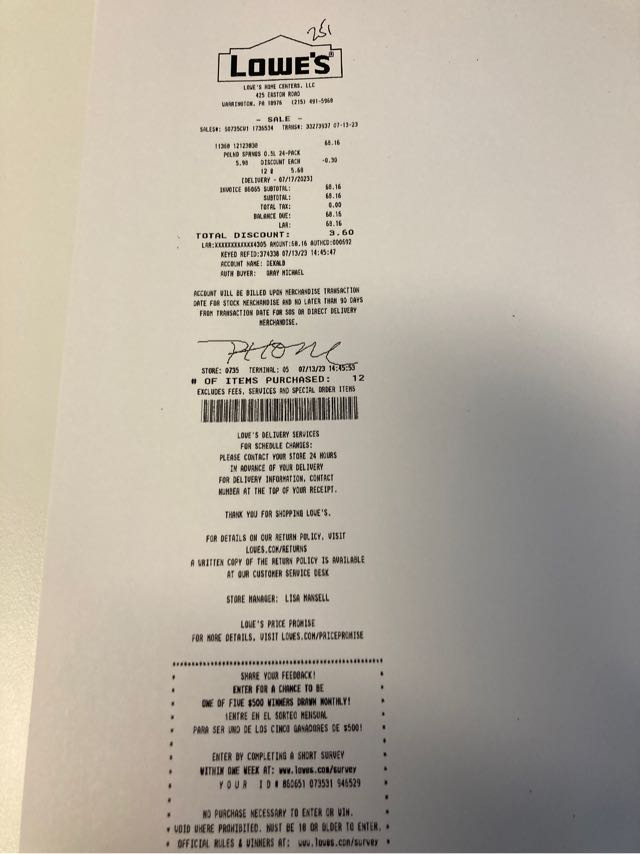 251
LOWE'S®
LOWE'S HOME CENTERS, LLC
425 EASTON ROAD
WARRINGTON, PA 18976 (215) 491-5960
- SALE -
SALES#: S0735CW1 1736534 TRANS#: 33273937 07-13-23
11360 12123030 68.16
POLND SPRNGS 0.5L 24-PACK
5.98 DISCOUNT EACH -0.30
12 @ 5.68
[DELIVERY - 07/17/2023]
INVOICE 86065 SUBTOTAL: 68.16
SUBTOTAL: 68.16
TOTAL TAX: 0.00
BALANCE DUE: 68.16
LAR: 68.16
TOTAL DISCOUNT: 3.60
LAR:XXXXXXXXXXXX4305 AMOUNT:68.16 AUTHCD:000692
KEYED REFID:374338 07/13/23 14:45:47
ACCOUNT NAME: DEKALB
AUTH BUYER: GRAY MICHAEL
ACCOUNT WILL BE BILLED UPON MERCHANDISE TRANSACTION
DATE FOR STOCK MERCHANDISE AND NO LATER THAN 90 DAYS
FROM TRANSACTION DATE FOR SOS OR DIRECT DELIVERY
MERCHANDISE.
PHONE
STORE: 0735 TERMINAL: 05 07/13/23 14:45:53
# OF ITEMS PURCHASED: 12
EXCLUDES FEES, SERVICES AND SPECIAL ORDER ITEMS
LOWE'S DELIVERY SERVICES
FOR SCHEDULE CHANGES:
PLEASE CONTACT YOUR STORE 24 HOURS
IN ADVANCE OF YOUR DELIVERY
FOR DELIVERY INFORMATION, CONTACT
NUMBER AT THE TOP OF YOUR RECEIPT.
THANK YOU FOR SHOPPING LOWE'S.
FOR DETAILS ON OUR RETURN POLICY, VISIT
LOWES.COM/RETURNS
A WRITTEN COPY OF THE RETURN POLICY IS AVAILABLE
AT OUR CUSTOMER SERVICE DESK
STORE MANAGER: LISA MANSELL
LOWE'S PRICE PROMISE
FOR MORE DETAILS, VISIT LOWES.COM/PRICEPROMISE
SHARE YOUR FEEDBACK!
ENTER FOR A CHANCE TO BE
ONE OF FIVE $500 WINNERS DRAWN MONTHLY!
¡ENTRE EN EL SORTEO MENSUAL
PARA SER UNO DE LOS CINCO GANADORES DE $500!
ENTER BY COMPLETING A SHORT SURVEY
WITHIN ONE WEEK AT: www.lowes.com/survey
YOUR ID# 860651 073531 946529
NO PURCHASE NECESSARY TO ENTER OR WIN.
VOID WHERE PROHIBITED. MUST BE 18 OR OLDER TO ENTER.
OFFICIAL RULES & WINNERS AT: www.lowes.com/survey